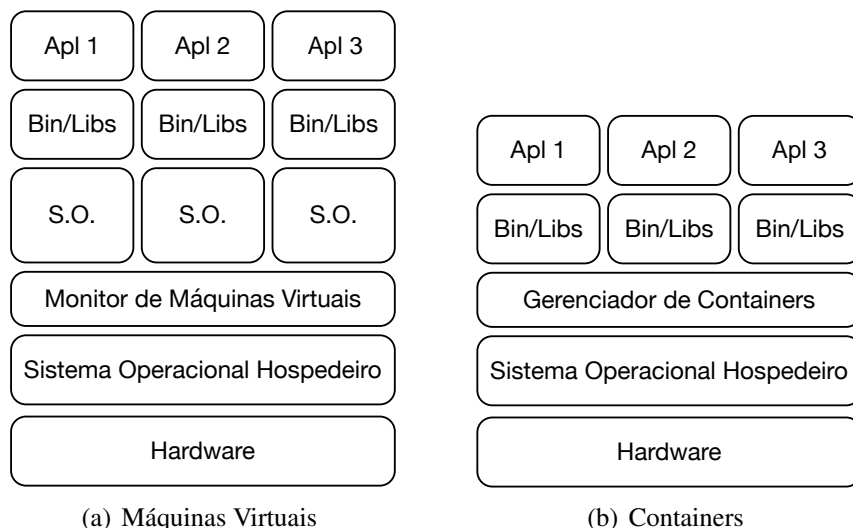 Apl 1
Apl 2
Apl 3
Bin/Libs
Bin/Libs
Bin/Libs
S.O.
S.O.
S.O.
Monitor de Máquinas Virtuais
Sistema Operacional Hospedeiro
Hardware
(a) Máquinas Virtuais
Apl 1
Apl 2
Apl 3
Bin/Libs
Bin/Libs
Bin/Libs
Gerenciador de Containers
Sistema Operacional Hospedeiro
Hardware
(b) Containers